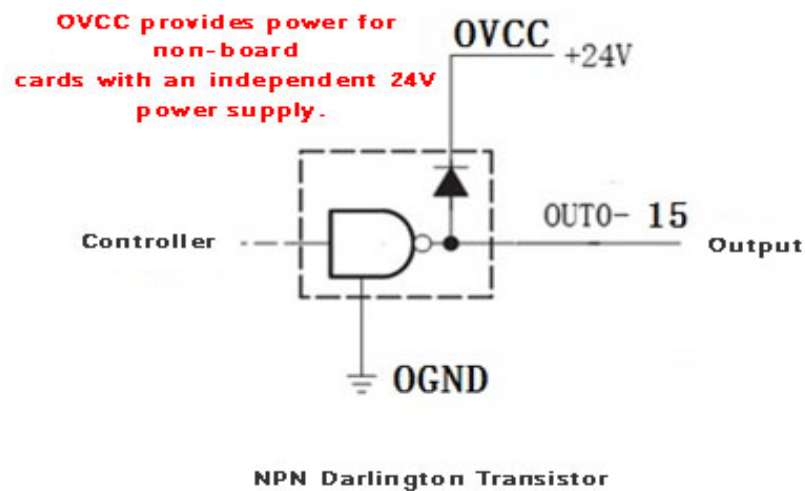 OVCC provides power for
non-board
cards with an independent 24V
power supply.
OVCC
+24V
OUT0- 15
Controller
Output
OGND
NPN Darlington Transistor